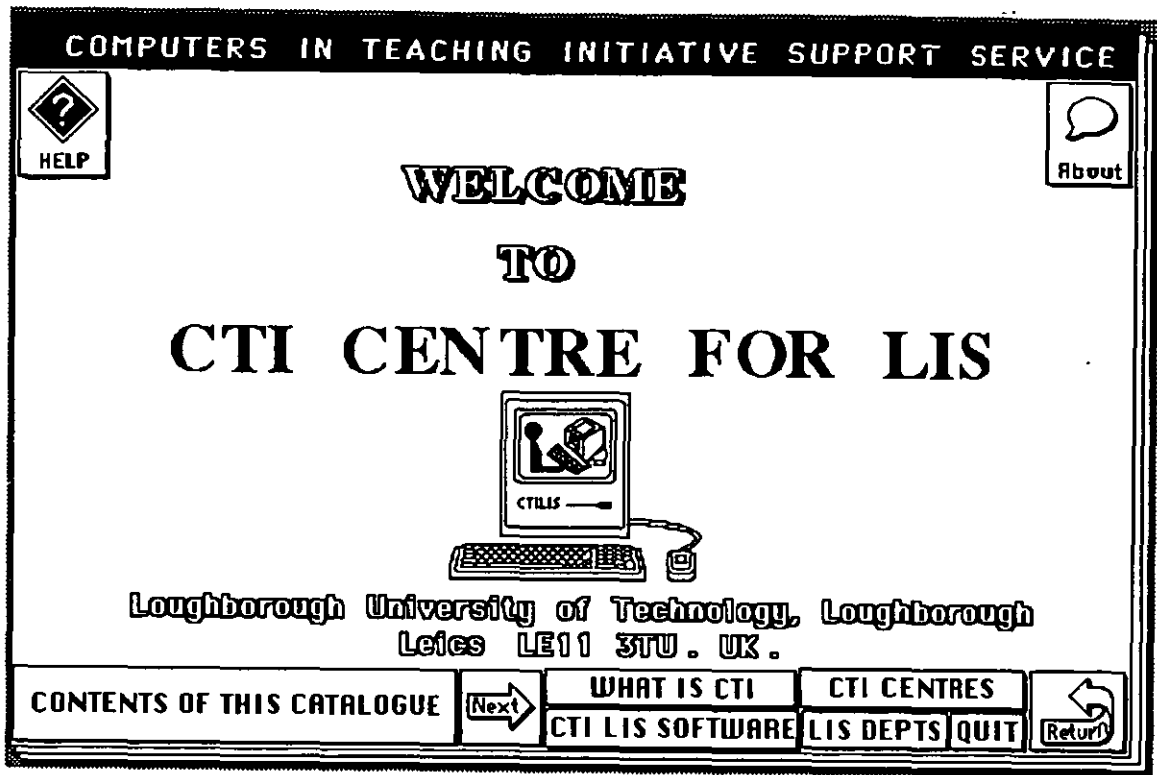 COMPUTERS IN TEACHING INITIATIVE SUPPORT SERVICE
HELP
About
WELCOME
TO
CTI CENTRE FOR LIS
CTILIS
Loughborough University of Technology, Loughborough
Leics LE11 3TU. UK.
CONTENTS OF THIS CATALOGUE
Next
WHAT IS CTI
CTI CENTRES
CTI LIS SOFTWARE
LIS DEPTS
QUIT
Return